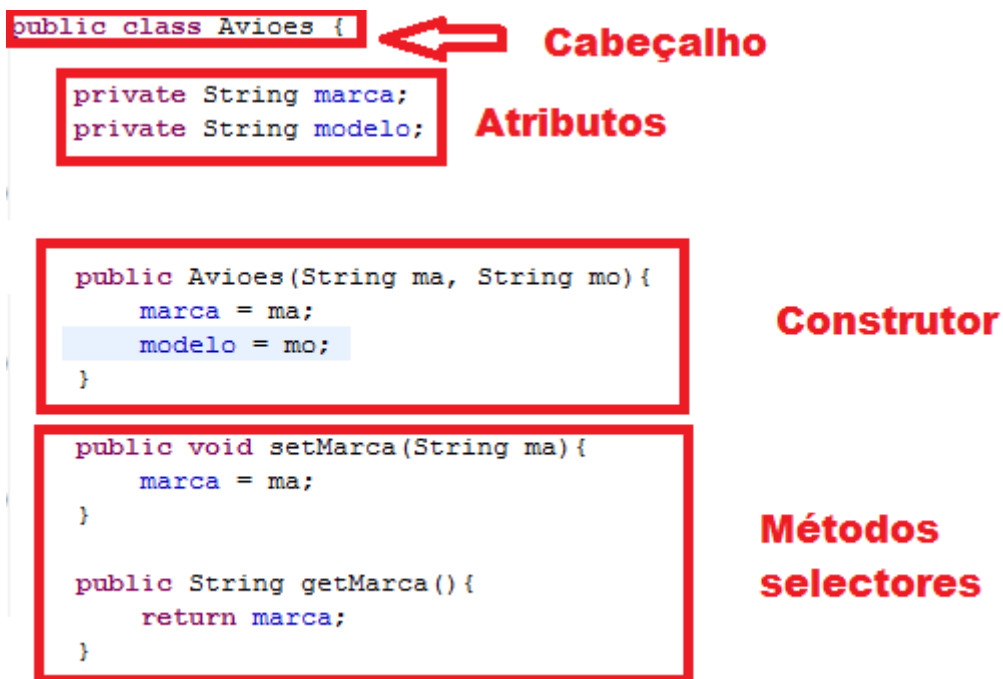 public class Avioes {
Cabeçalho
private String marca;
private String modelo;
Atributos
public Avioes(String ma, String mo){
marca = ma;
modelo = mo;
}
Construtor
public void setMarca(String ma){
marca = ma;
}
public String getMarca(){
return marca;
}
Métodos
selectores